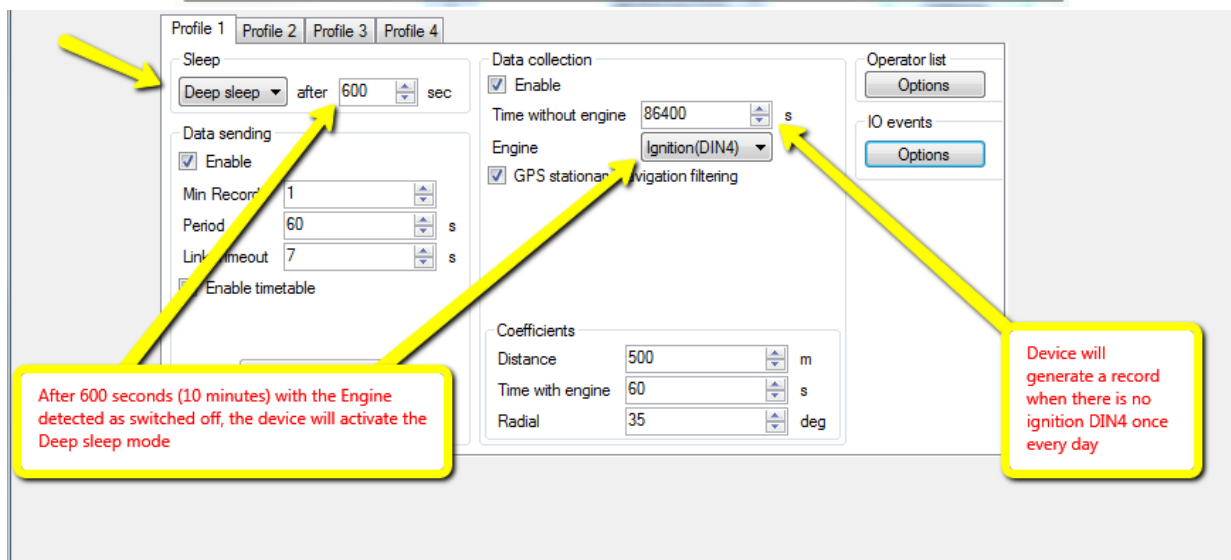 Profile 1 Profile 2 Profile 3 Profile 4
Sleep
Deep sleep after 600 sec
Data sending
Enable
Min Record 1
Period 60 s
Link timeout 7 s
Enable timetable
Data collection
Enable
Time without engine 86400 s
Engine Ignition(DIN4)
GPS stationary navigation filtering
Coefficients
Distance 500 m
Time with engine 60 s
Radial 35 deg
Operator list
Options
IO events
Options
After 600 seconds (10 minutes) with the Engine
detected as switched off, the device will activate the
Deep sleep mode
Device will
generate a record
when there is no
ignition DIN4 once
every day